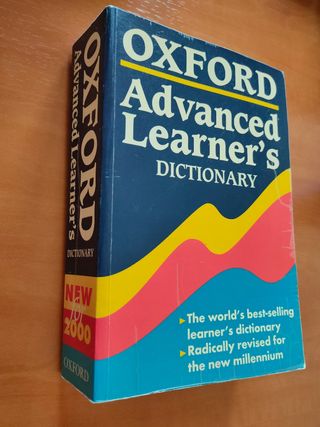 OXFORD
Advanced
Learner's
DICTIONARY
The world's best-selling
learner's dictionary
Radically revised for
the new millennium
OXFORD
Advanced Learner's
DICTIONARY
NEW
for
2000
OXFORD